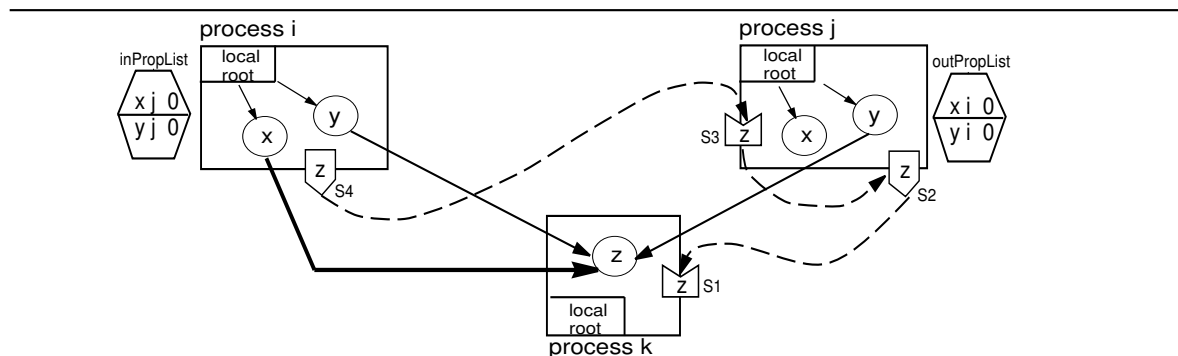 process i
process j
inPropList
local
root
local
root
outPropList
x j 0
y j 0
x
y
S3
z
x
y
x i 0
y i 0
z
S4
z
S2
z
z
S1
local
root
process k